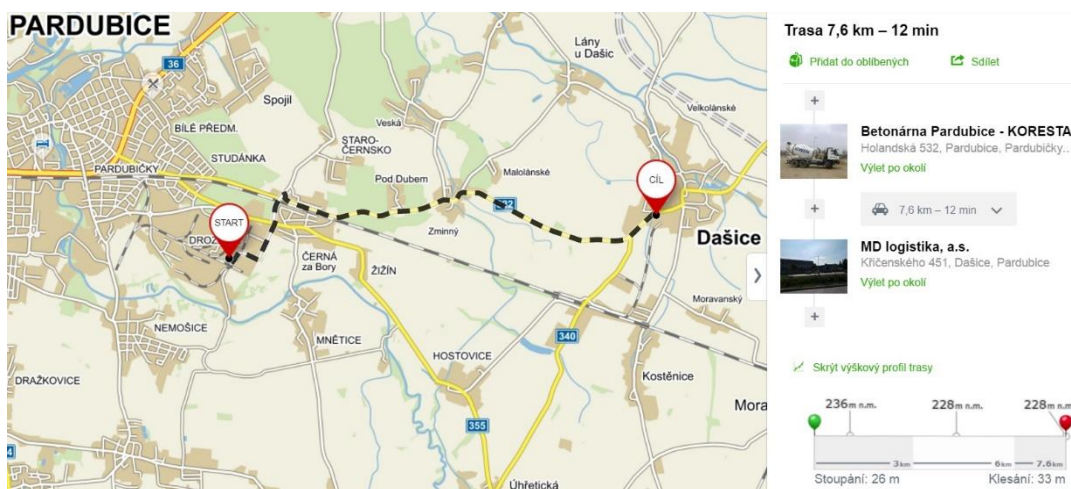 PARDUBICE
36
Spojil
Lány
u Dašic
Velkolánské
BÍLÉ PŘEDM.
Veská
STARO-
ČERNSKO
STUDÁNKA
PARDUBIČKY
Pod Dubem
Malolánské
CÍL
START
322
DROZ
Zminný
Dašice
ČERNÁ
za Bory
ŽIŽÍN
Moravanský
NEMOŠICE
MNĚTICE
340
HOSTOVICE
DRAŽKOVICE
Kostěnice
Mora
355
Úhřetická
Trasa 7,6 km – 12 min
Přidat do oblíbených
Sdílet
Betonárna Pardubice - KORESTA
Holandská 532, Pardubice, Pardubičky..
Výlet po okolí
7,6 km – 12 min
MD logistika, a.s.
Křičenského 451, Dašice, Pardubice
Výlet po okolí
Skrýt výškový profil trasy
236m n.m. 228m n.m. 228m n.m.
3km 6km 7.6km
Stoupání: 26 m Klesání: 33 m